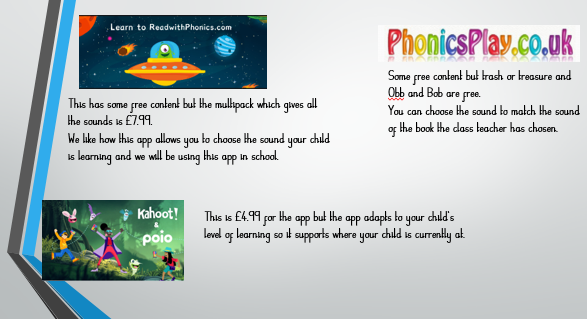 Learn to ReadwithPhonics.com
This has some free content but the multipack which gives all
the sounds is £7.99.
We like how this app allows you to choose the sound your child
is learning and we will be using this app in school.
PhonicsPlay.co.uk
Some free content but trash or treasure and
Obb and Bob are free.
You can choose the sound to match the sound
of the book the class teacher has chosen.
Kahoot!
&
poio
This is £4.99 for the app but the app adapts to your child's
level of learning so it supports where your child is currently at.